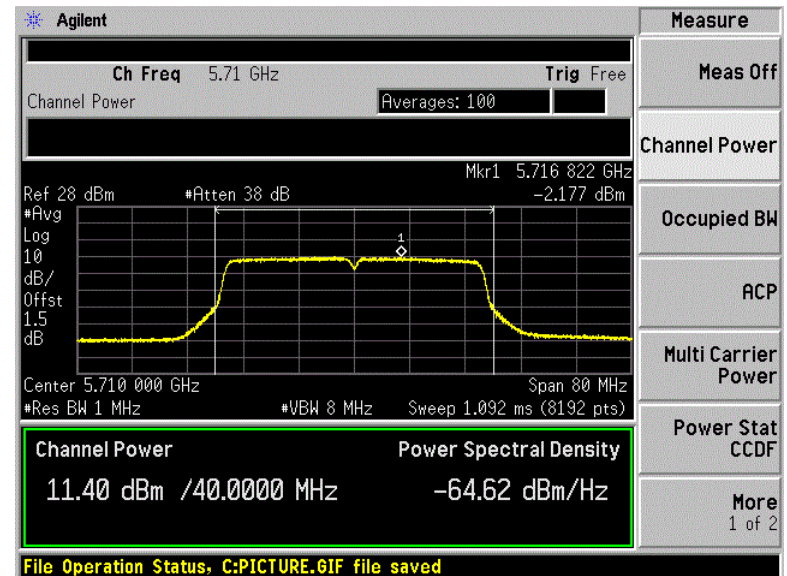 Agilent
Measure
Ch Freq 5.71 GHz Trig Free
Channel Power Averages: 100
Mkr1 5.716 822 GHz
Ref 28 dBm #Atten 38 dB -2.177 dBm
#Avg
Log
10
dB/
Offst
1.5
dB
1
Center 5.710 000 GHz Span 80 MHz
#Res BW 1 MHz #VBW 8 MHz Sweep 1.092 ms (8192 pts)
Channel Power Power Spectral Density
11.40 dBm /40.0000 MHz -64.62 dBm/Hz
File Operation Status, C:PICTURE.GIF file saved
Meas Off
Channel Power
Occupied BW
ACP
Multi Carrier
Power
Power Stat
CCDF
More
1 of 2